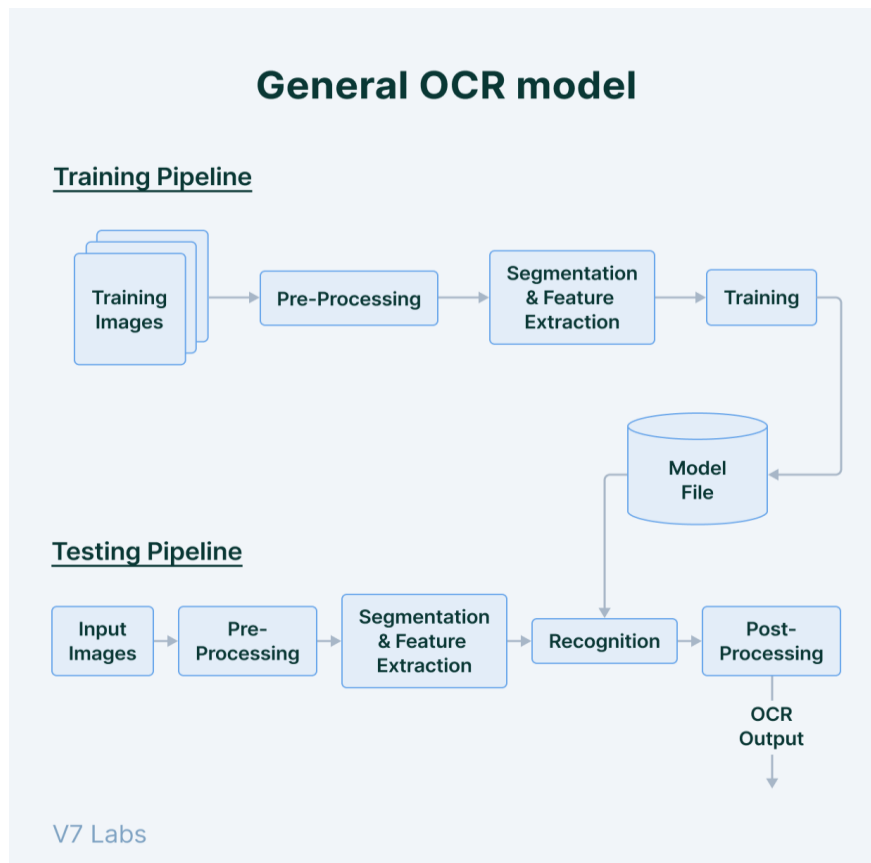 General OCR model
Training Pipeline
Training
Images
Pre-Processing
Segmentation
& Feature
Extraction
Training
Model
File
Testing Pipeline
Input
Images
Pre-
Processing
Segmentation
& Feature
Extraction
Recognition
Post-
Processing
OCR
Output
V7 Labs